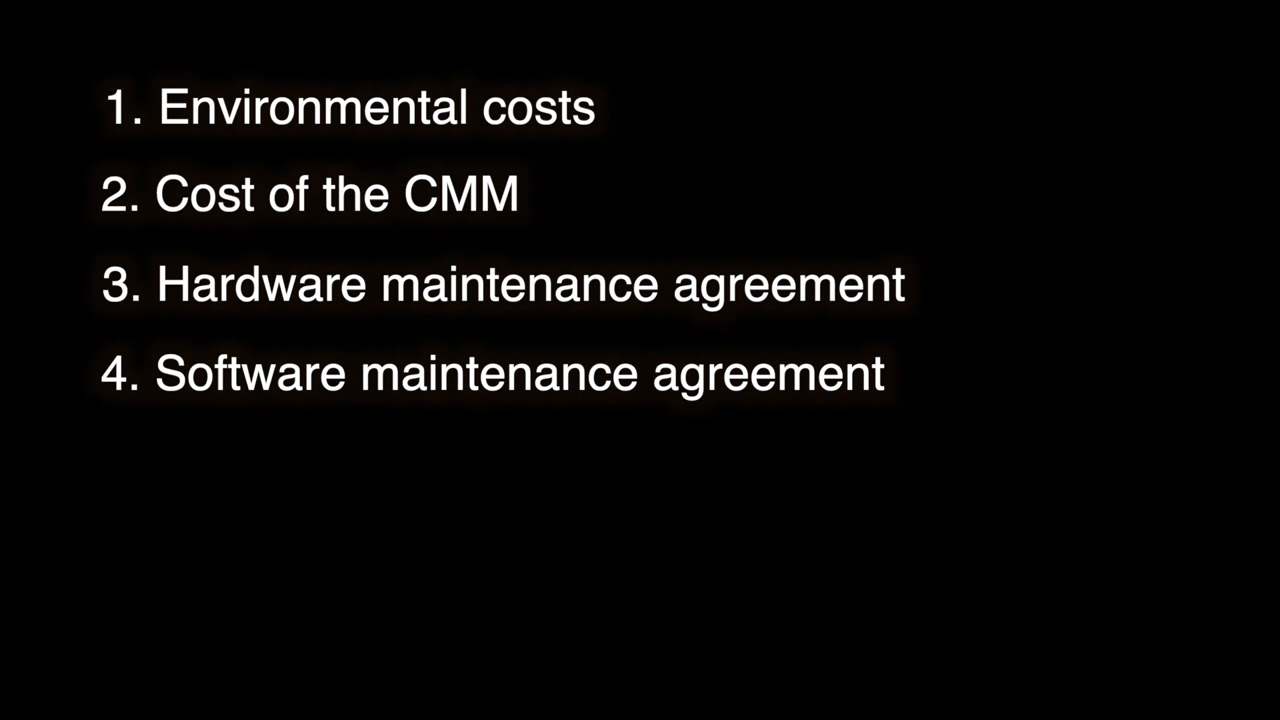 1. Environmental costs
2. Cost of the CMM
3. Hardware maintenance agreement
4. Software maintenance agreement